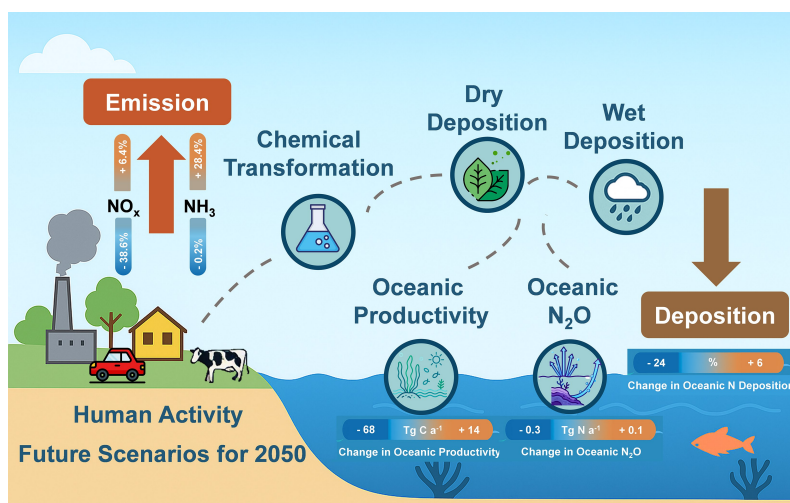 Emission
+ 6.4%
+ 28.4%
NOₓ
NH₃
- 38.6%
- 0.2%
Chemical
Transformation
Dry
Deposition
Wet
Deposition
Oceanic
Productivity
Oceanic
N₂O
Deposition
- 24 % + 6
Change in Oceanic N Deposition
Human Activity
Future Scenarios for 2050
- 68 Tg C a⁻¹ + 14
Change in Oceanic Productivity
- 0.3 Tg N a⁻¹ + 0.1
Change in Oceanic N₂O